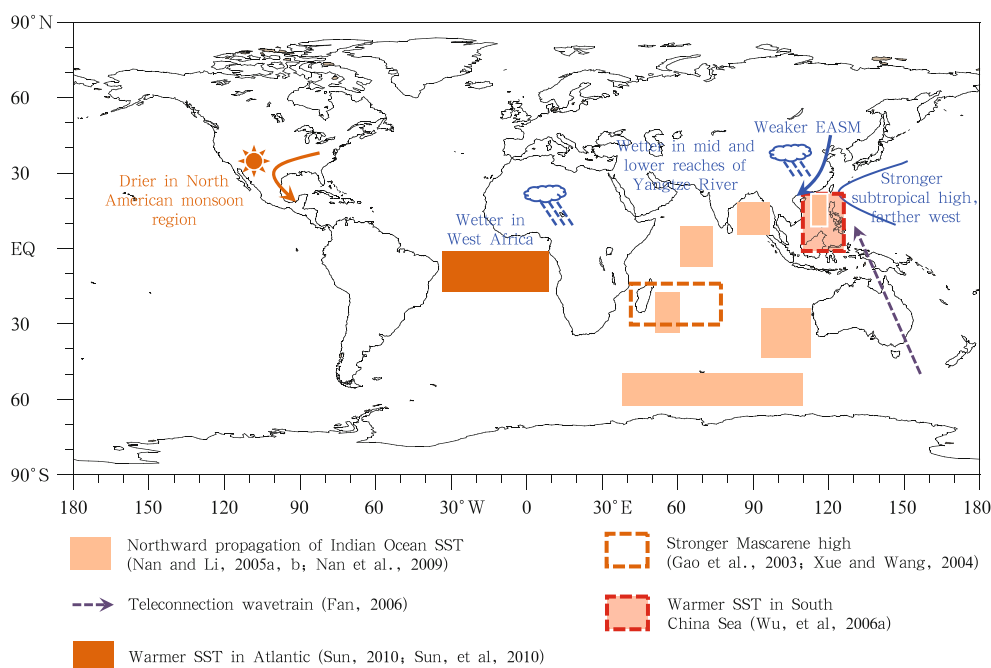 90°N
60
30
EQ
30
60
90°S
180
150
120
90
60
30°W
0
30°E
60
90
120
150
180
Drier in North
American monsoon
region
Wetter in
West Africa
Wetter in mid and
lower reaches of
Yangtze River
Weaker EASM
Stronger
subtropical high,
farther west
Northward propagation of Indian Ocean SST
(Nan and Li, 2005a, b; Nan et al., 2009)
Teleconnection wavetrain (Fan, 2006)
Warmer SST in Atlantic (Sun, 2010; Sun, et al, 2010)
Stronger Mascarene high
(Gao et al., 2003; Xue and Wang, 2004)
Warmer SST in South
China Sea (Wu, et al, 2006a)